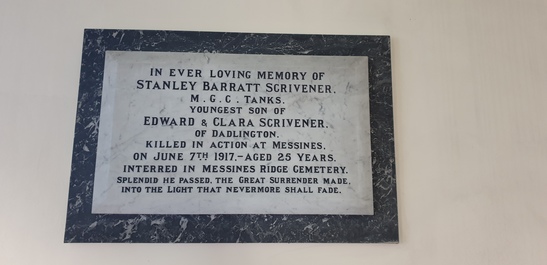 IN EVER LOVING MEMORY OF
STANLEY BARRATT SCRIVENER.
M.G.C. TANKS.
YOUNGEST SON OF
EDWARD & CLARA SCRIVENER.
OF DADLINGTON.
KILLED IN ACTION AT MESSINES.
ON JUNE 7TH 1917.-AGED 25 YEARS.
INTERRED IN MESSINES RIDGE CEMETERY.
SPLENDID HE PASSED, THE GREAT SURRENDER MADE,
INTO THE LIGHT THAT NEVERMORE SHALL FADE.